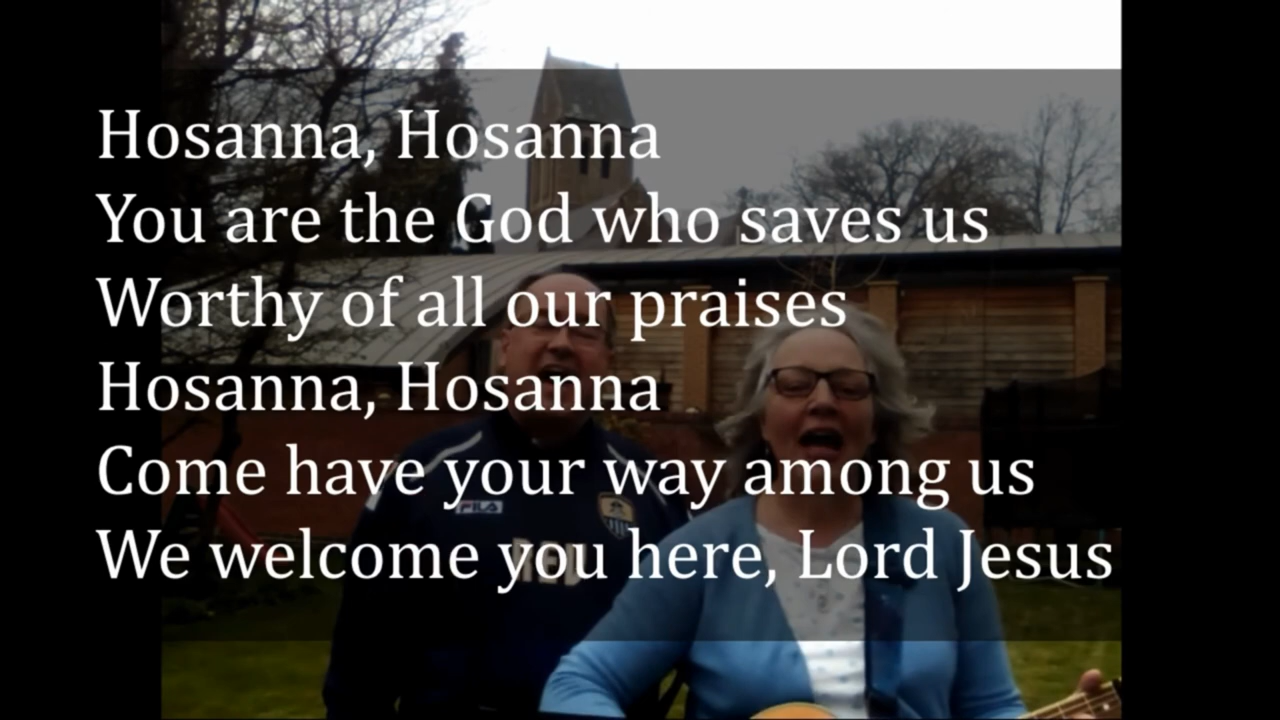 Hosanna, Hosanna
You are the God who saves us
Worthy of all our praises
Hosanna, Hosanna
Come have your way among us
We welcome you here, Lord Jesus
FILA